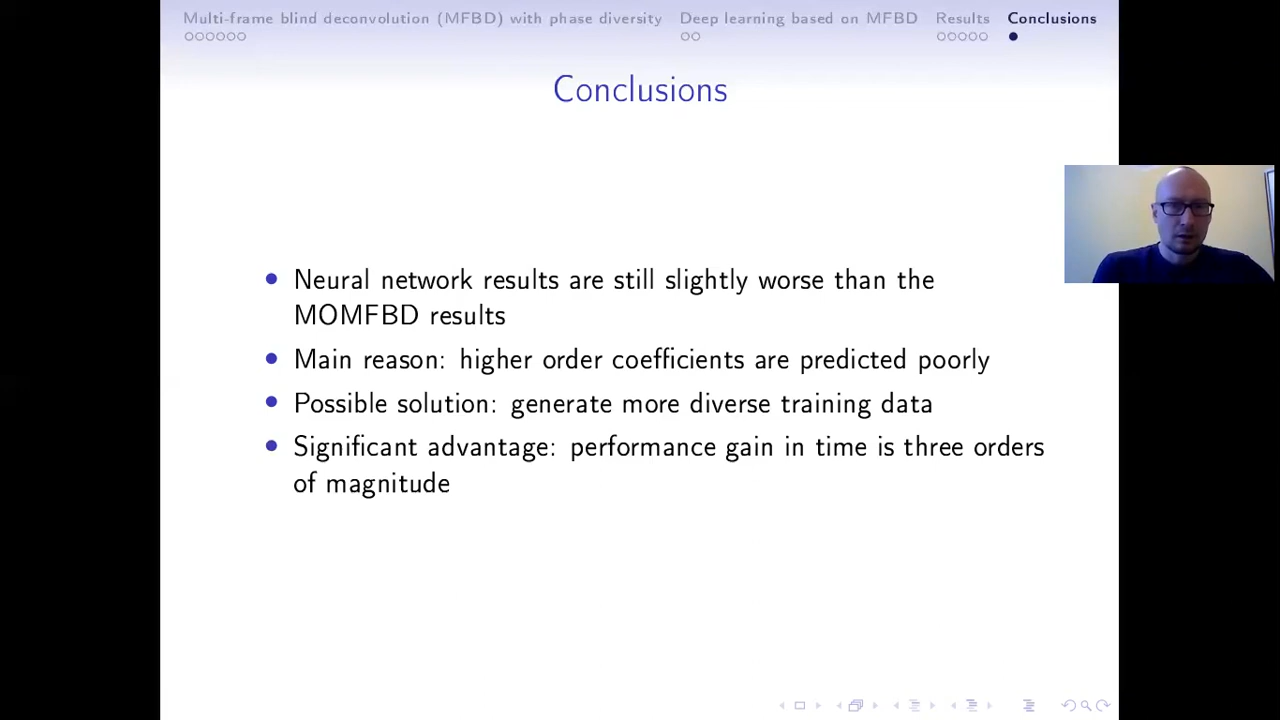 Multi-frame blind deconvolution (MFBD) with phase diversity Deep learning based on MFBD Results Conclusions
Conclusions
Neural network results are still slightly worse than the
MOMFBD results
Main reason: higher order coefficients are predicted poorly
Possible solution: generate more diverse training data
Significant advantage: performance gain in time is three orders
of magnitude